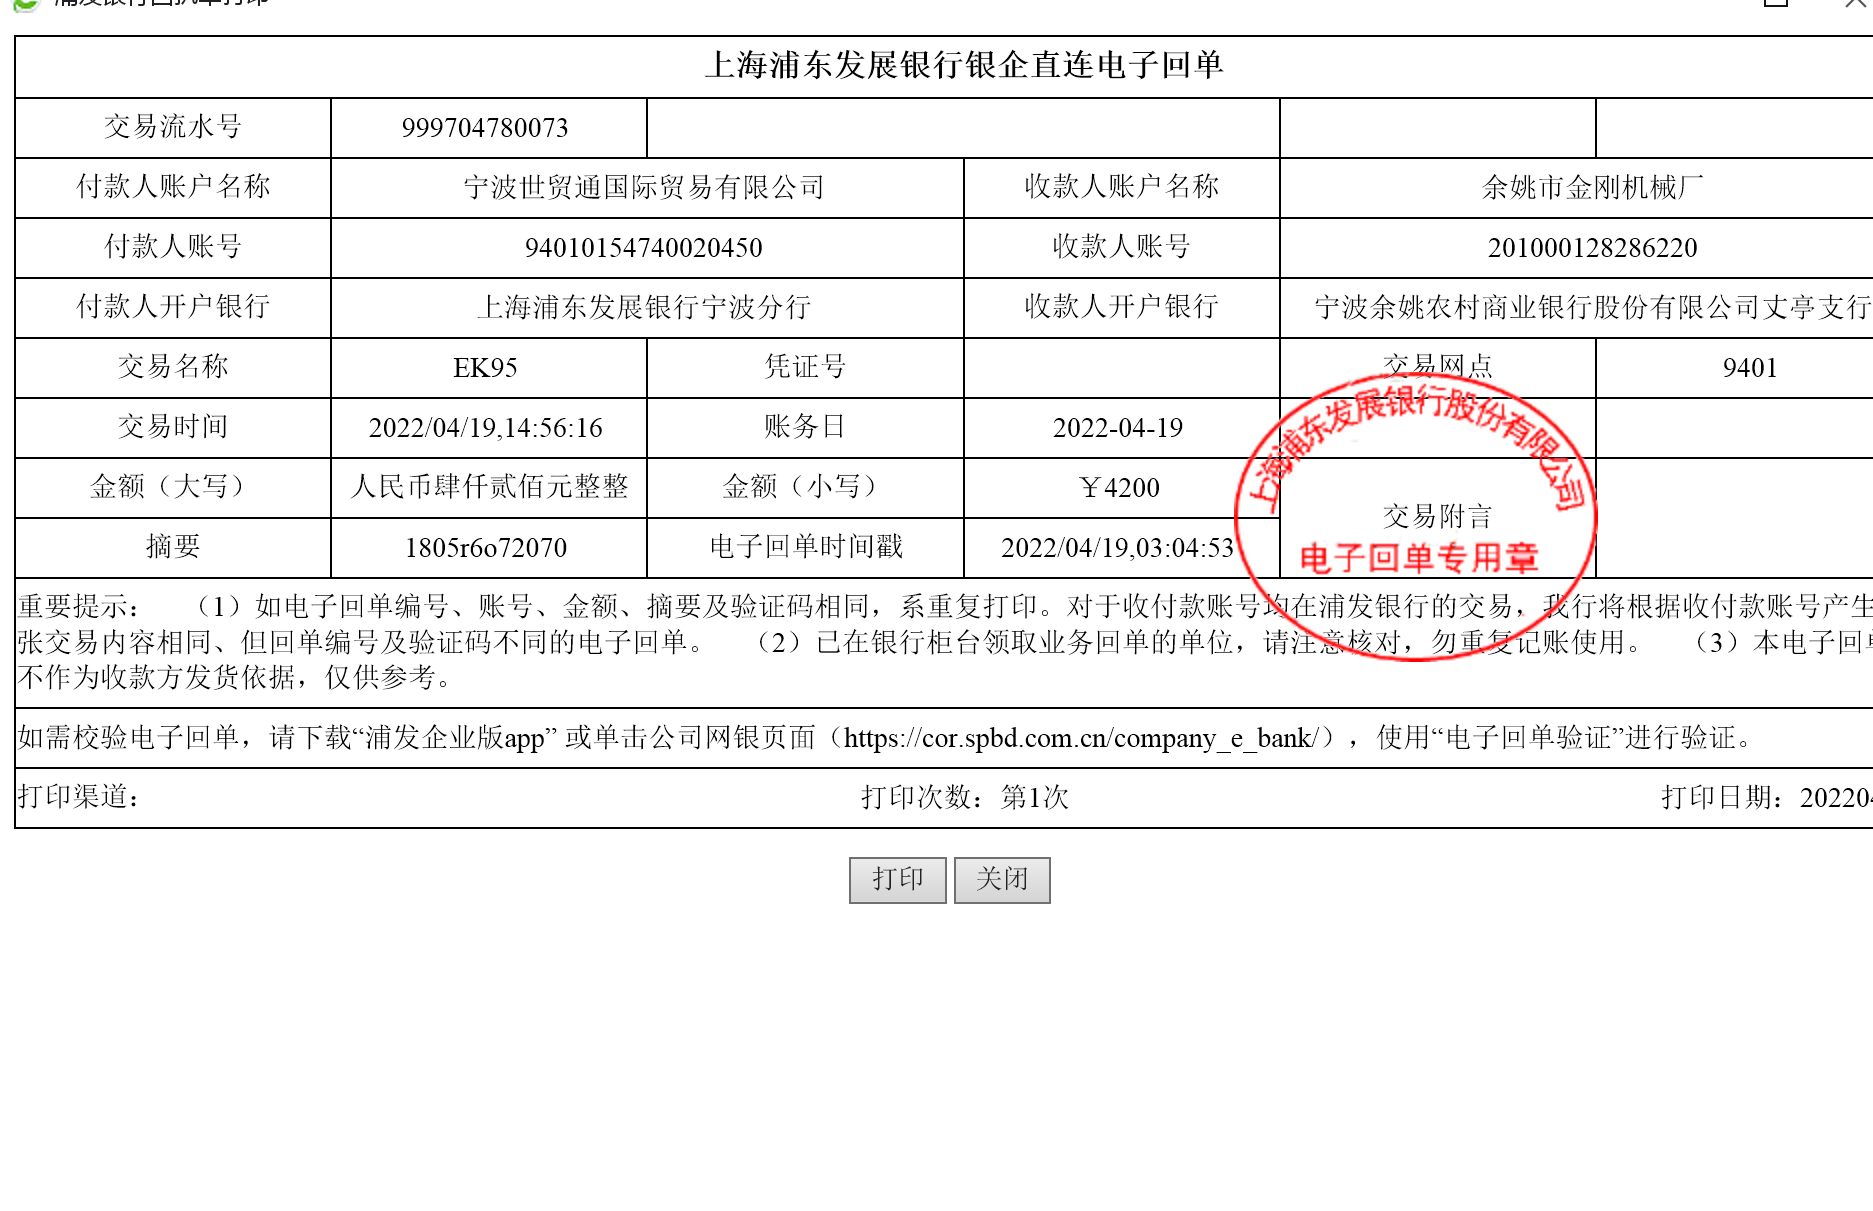 上海浦东发展银行银企直连电子回单
交易流水号 999704780073
付款人账户名称 宁波世贸通国际贸易有限公司 收款人账户名称 余姚市金刚机械厂
付款人账号 94010154740020450 收款人账号 201000128286220
付款人开户银行 上海浦东发展银行宁波分行 收款人开户银行 宁波余姚农村商业银行股份有限公司丈亭支行
交易名称 EK95 凭证号 交易网点 9401
交易时间 2022/04/19,14:56:16 账务日 2022-04-19
金额（大写） 人民币肆仟贰佰元整整 金额（小写） ￥4200
交易附言
摘要 1805r6o72070 电子回单时间戳 2022/04/19,03:04:53
上海浦东发展银行股份有限公司
电子回单专用章
重要提示： （1）如电子回单编号、账号、金额、摘要及验证码相同，系重复打印。对于收付款账号均在浦发银行的交易，我行将根据收付款账号产生
张交易内容相同、但回单编号及验证码不同的电子回单。 （2）已在银行柜台领取业务回单的单位，请注意核对，勿重复记账使用。 （3）本电子回单
不作为收款方发货依据，仅供参考。
如需校验电子回单，请下载“浦发企业版app” 或单击公司网银页面（https://cor.spbd.com.cn/company_e_bank/），使用“电子回单验证”进行验证。
打印渠道： 打印次数：第1次 打印日期：20220
打印 关闭